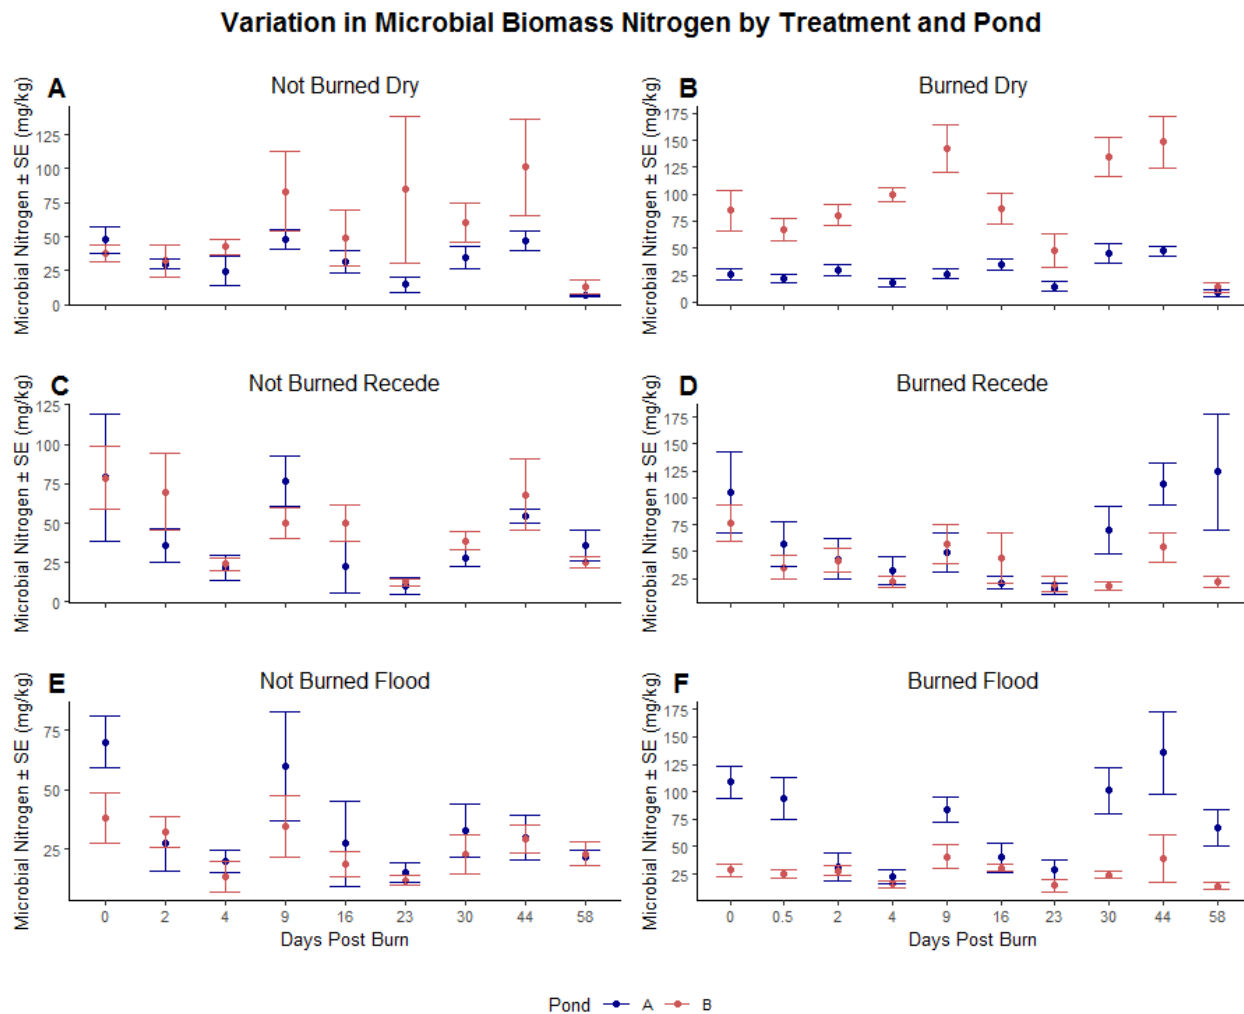 Variation in Microbial Biomass Nitrogen by Treatment and Pond
A Not Burned Dry
Microbial Nitrogen ± SE (mg/kg)
125
100
75
50
25
0
B Burned Dry
Microbial Nitrogen ± SE (mg/kg)
175
150
125
100
75
50
25
0
C Not Burned Recede
Microbial Nitrogen ± SE (mg/kg)
125
100
75
50
25
0
D Burned Recede
Microbial Nitrogen ± SE (mg/kg)
175
150
125
100
75
50
25
E Not Burned Flood
Microbial Nitrogen ± SE (mg/kg)
75
50
25
0 2 4 9 16 23 30 44 58
Days Post Burn
F Burned Flood
Microbial Nitrogen ± SE (mg/kg)
175
150
125
100
75
50
25
0 0.5 2 4 9 16 23 30 44 58
Days Post Burn
Pond A B